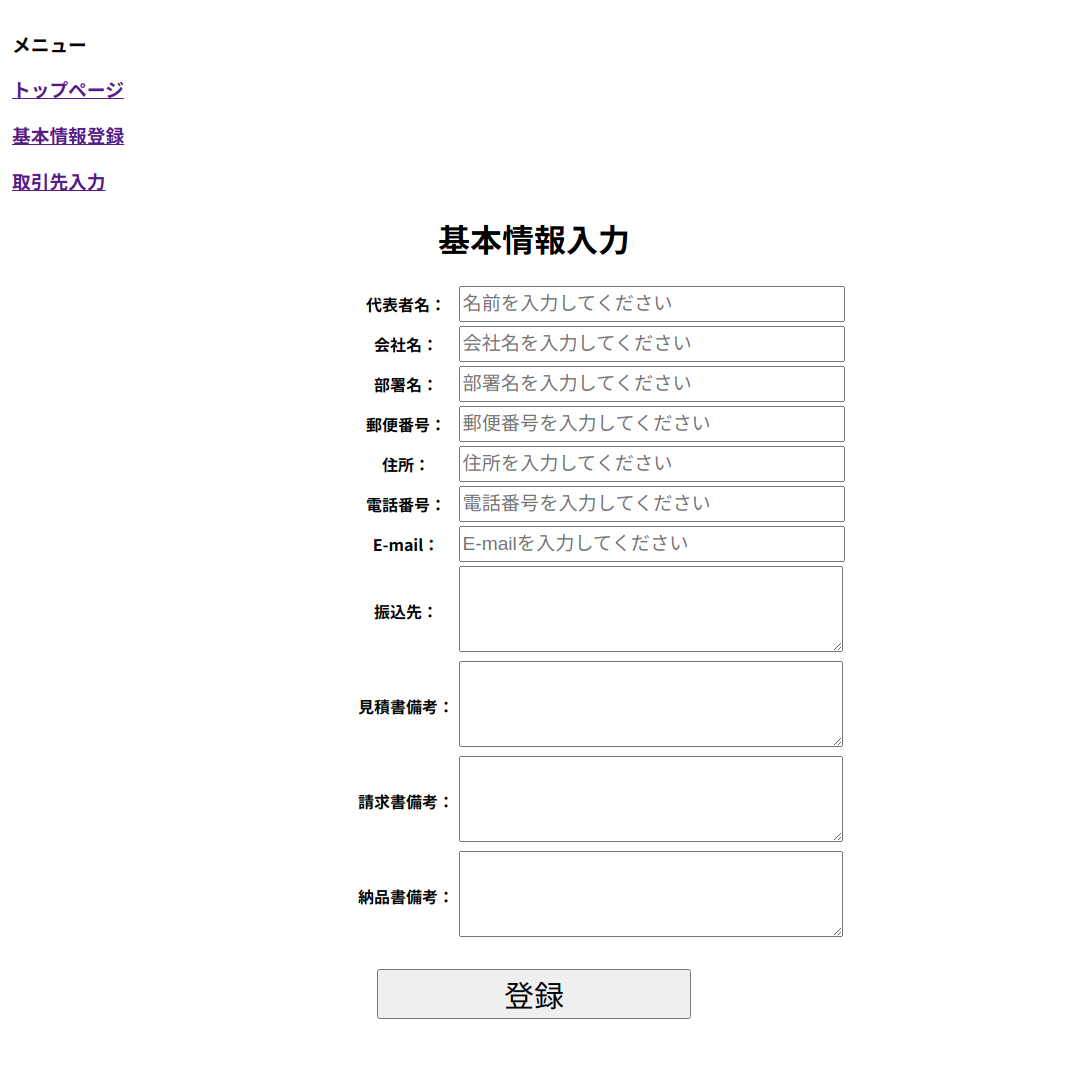 メニュー
トップページ
基本情報登録
取引先入力
基本情報入力
代表者名： 名前を入力してください
会社名： 会社名を入力してください
部署名： 部署名を入力してください
郵便番号： 郵便番号を入力してください
住所： 住所を入力してください
電話番号： 電話番号を入力してください
E-mail： E-mailを入力してください
振込先：
見積書備考：
請求書備考：
納品書備考：
登録